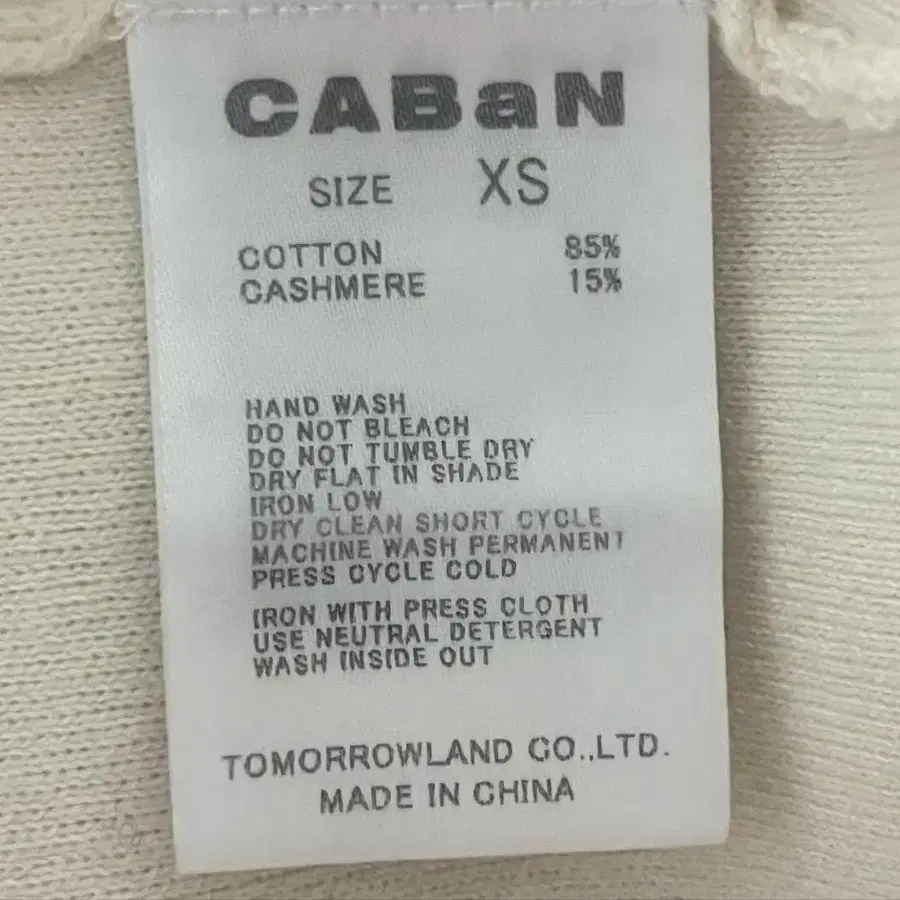 CABaN
SIZE XS
COTTON 85%
CASHMERE 15%
HAND WASH
DO NOT BLEACH
DO NOT TUMBLE DRY
DRY FLAT IN SHADE
IRON LOW
DRY CLEAN SHORT CYCLE
MACHINE WASH PERMANENT
PRESS CYCLE COLD
IRON WITH PRESS CLOTH
USE NEUTRAL DETERGENT
WASH INSIDE OUT
TOMORROWLAND CO.,LTD.
MADE IN CHINA